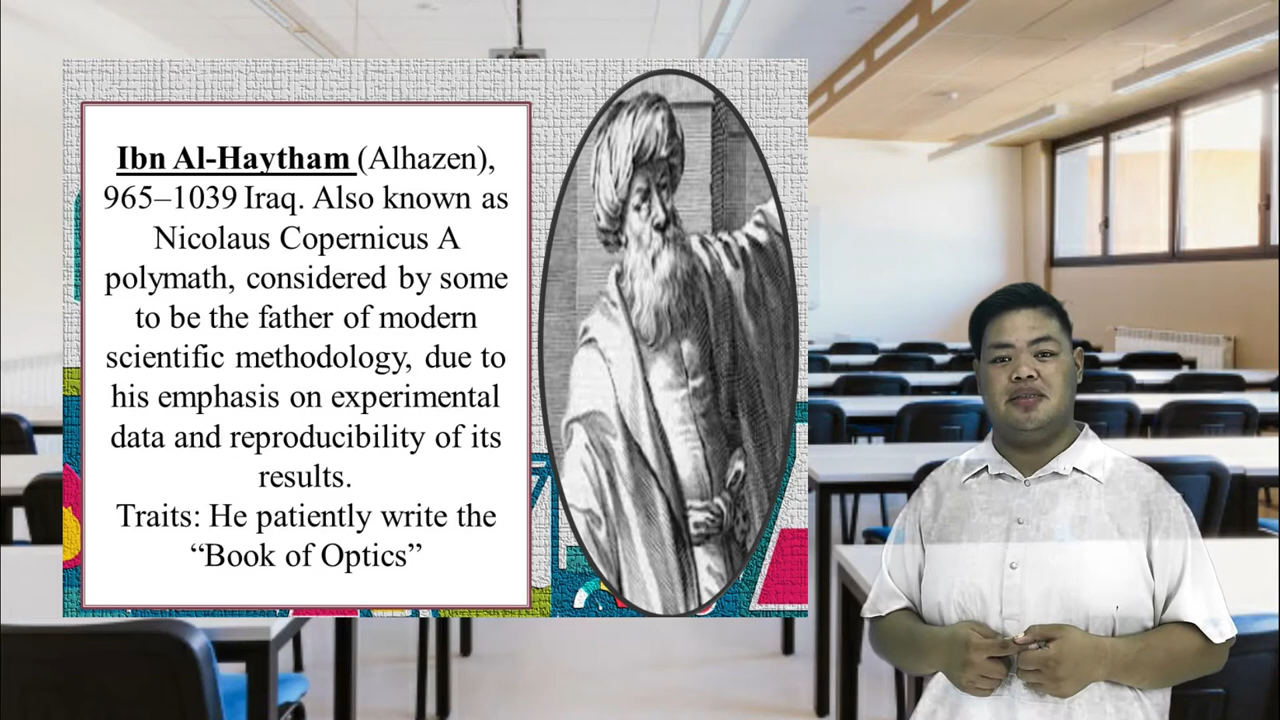 Ibn Al-Haytham (Alhazen),
965–1039 Iraq. Also known as
Nicolaus Copernicus A
polymath, considered by some
to be the father of modern
scientific methodology, due to
his emphasis on experimental
data and reproducibility of its
results.
Traits: He patiently write the
“Book of Optics”